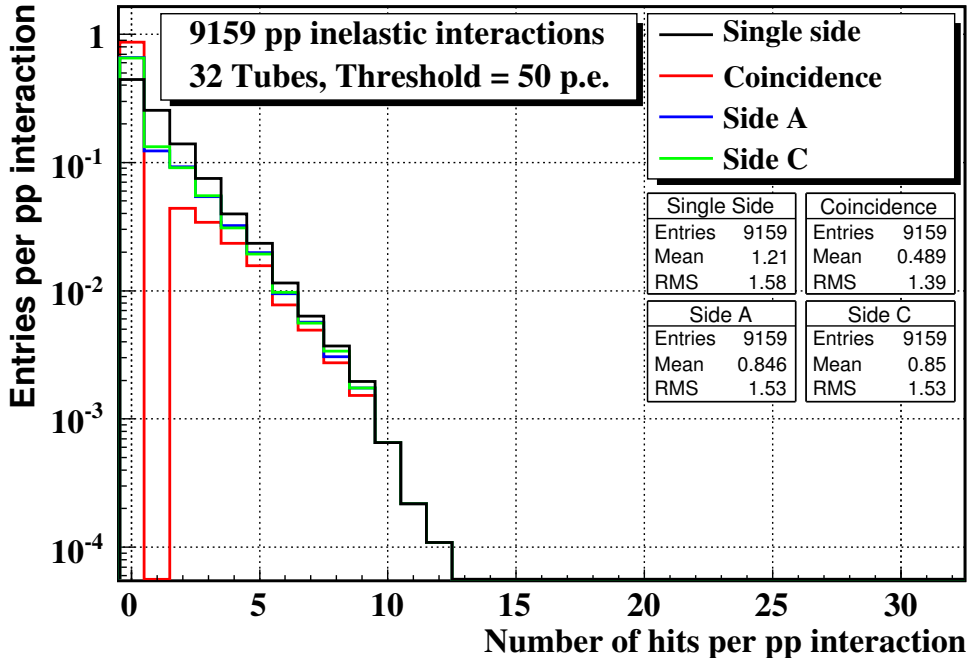 9159 pp inelastic interactions
32 Tubes, Threshold = 50 p.e.
Single side
Coincidence
Side A
Side C
Single Side
Entries 9159
Mean 1.21
RMS 1.58
Coincidence
Entries 9159
Mean 0.489
RMS 1.39
Side A
Entries 9159
Mean 0.846
RMS 1.53
Side C
Entries 9159
Mean 0.85
RMS 1.53
Entries per pp interaction
1
10-1
10-2
10-3
10-4
0 5 10 15 20 25 30
Number of hits per pp interaction